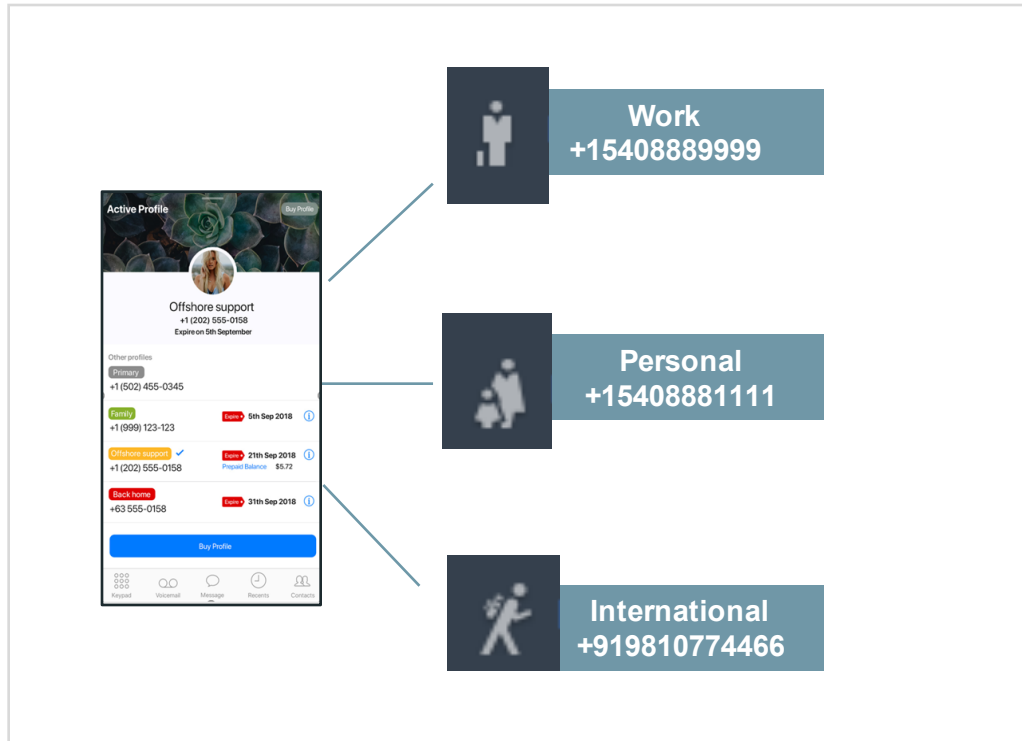 Work
+15408889999
Active Profile
Buy Profile
Offshore support
+1 (202) 555-0158
Expire on 5th September
Other profiles
Primary
+1 (502) 455-0345
Family
Expire
5th Sep 2018
+1 (999) 123-123
Offshore support
Expire
21th Sep 2018
+1 (202) 555-0158
Prepaid Balance $5.72
Back home
Expire
31th Sep 2018
+63 555-0158
Buy Profile
Keypad
Voicemail
Message
Recents
Contacts
Personal
+15408881111
International
+919810774466